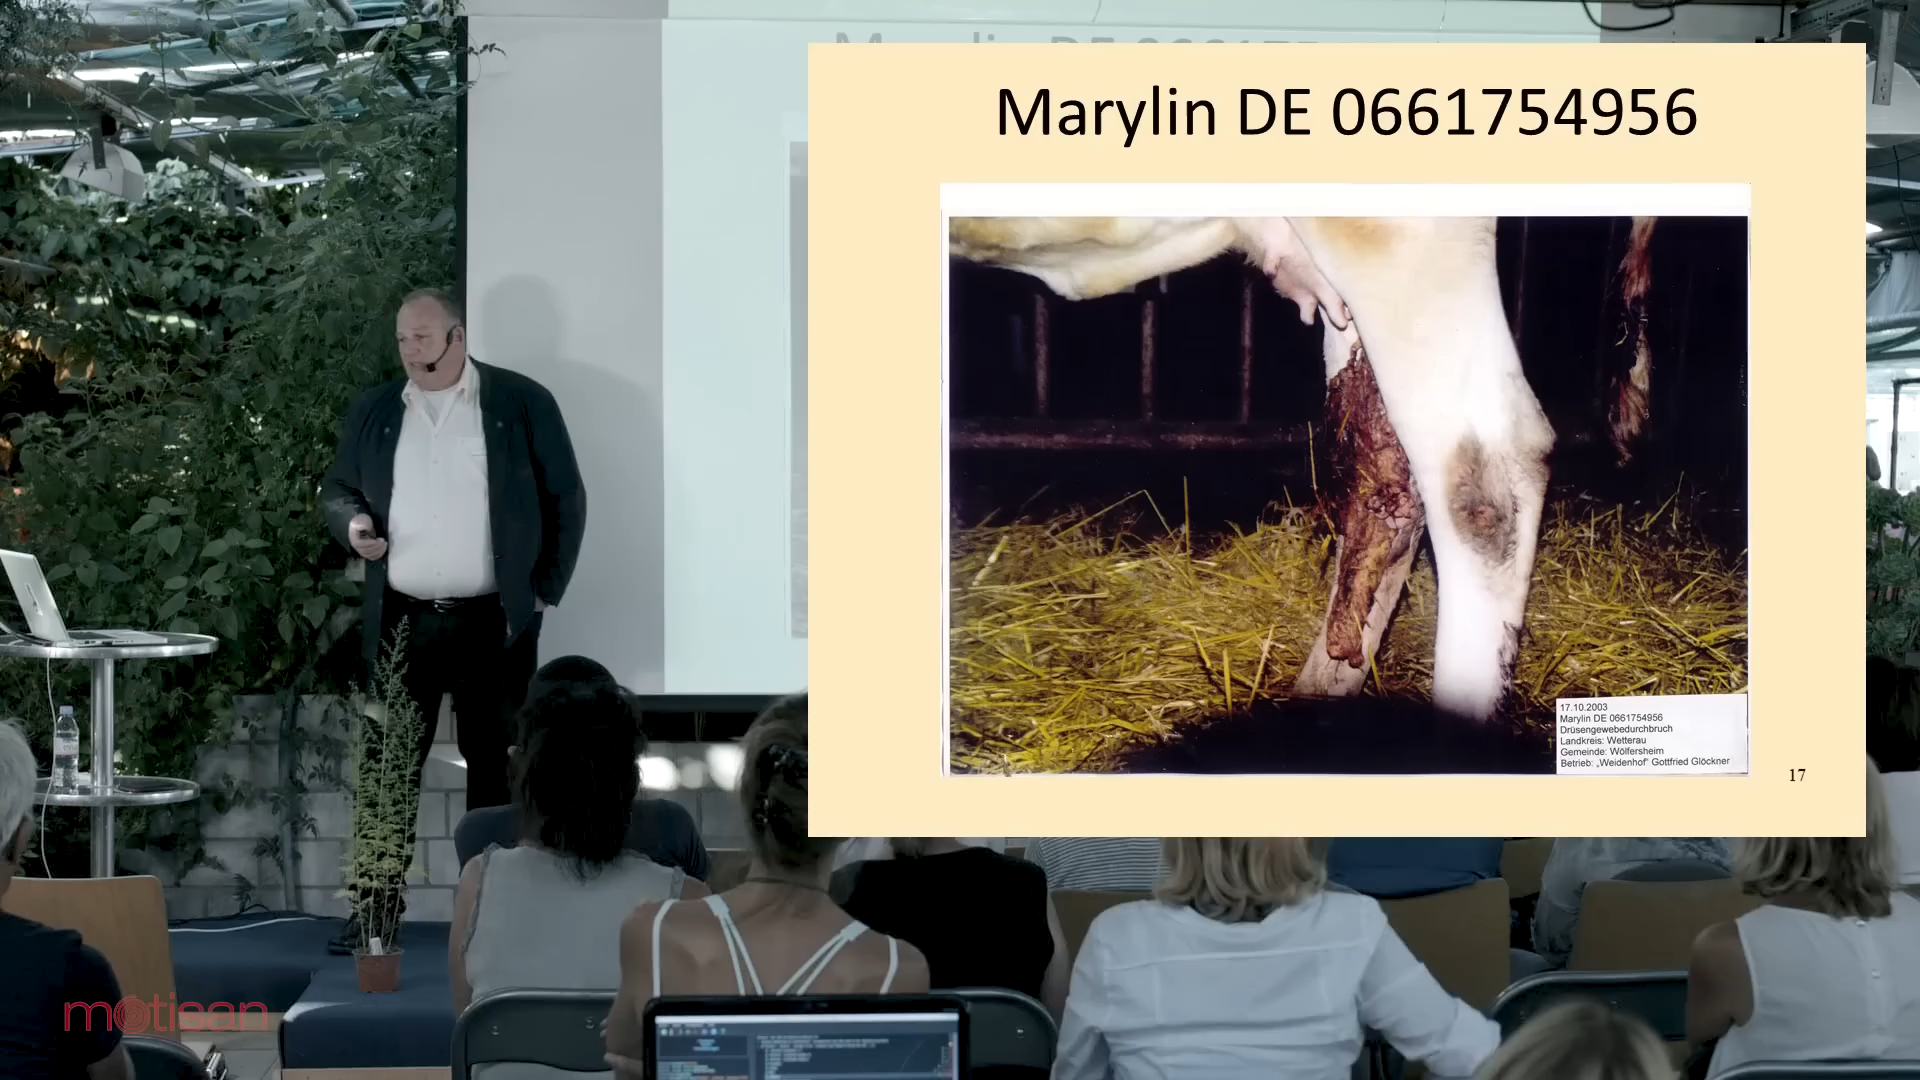 Marylin DE 0661754956
17.10.2003
Marylin DE 0661754956
Drüsengewebedurchbruch
Landkreis: Wetterau
Gemeinde: Wölfersheim
Betrieb: „Weidenhof" Gottfried Glöckner
17
motisan